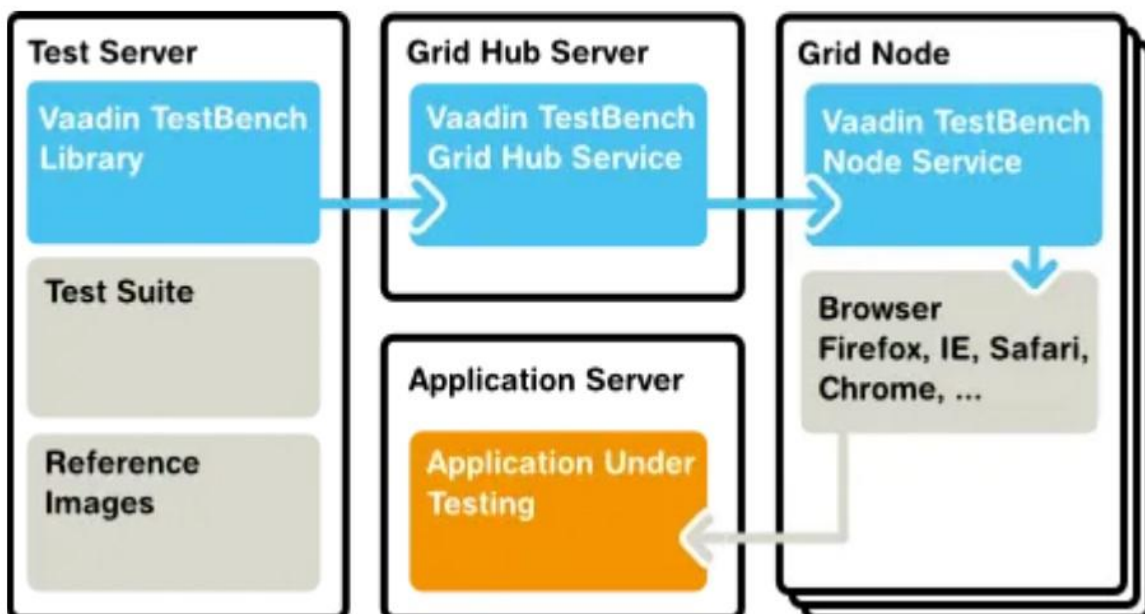 Test Server
Vaadin TestBench
Library
Test Suite
Reference
Images
Grid Hub Server
Vaadin TestBench
Grid Hub Service
Application Server
Application Under
Testing
Grid Node
Vaadin TestBench
Node Service
Browser
Firefox, IE, Safari,
Chrome, ...